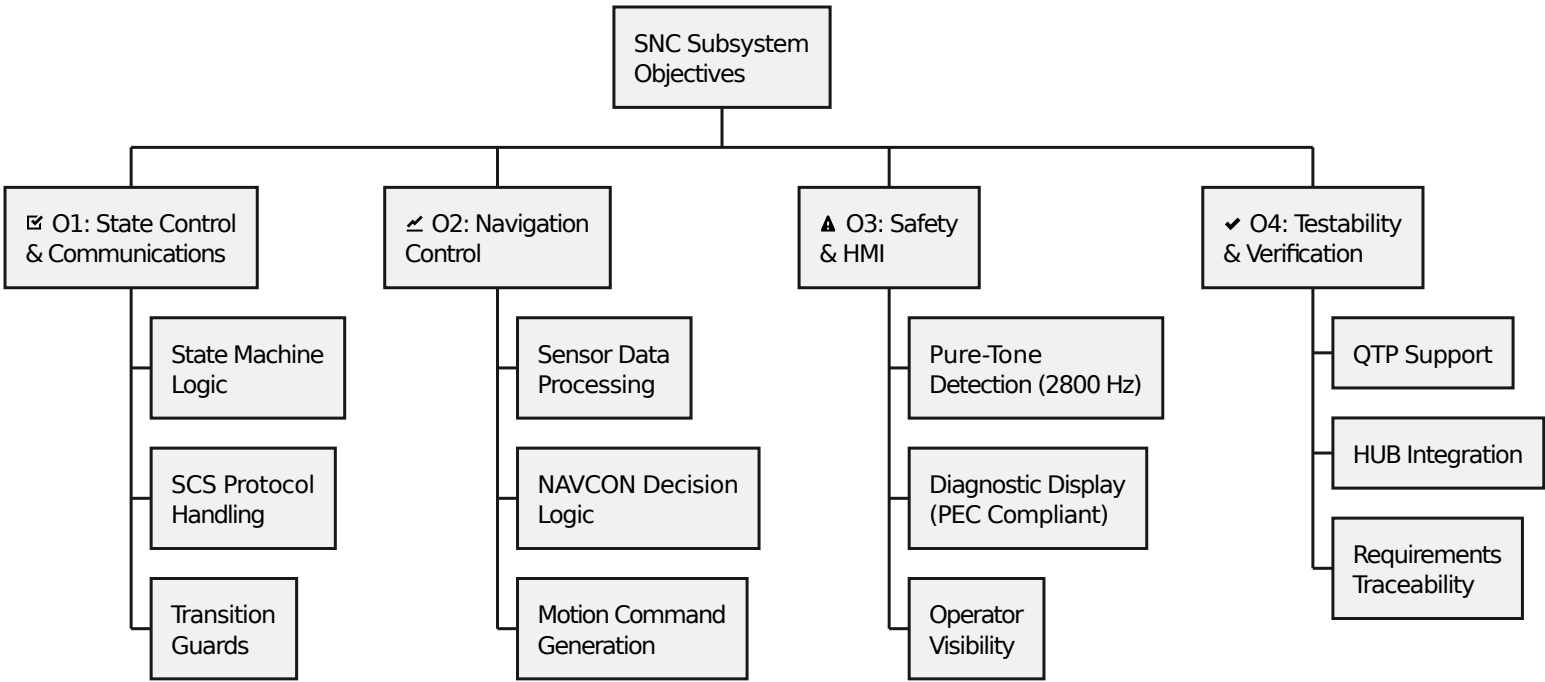 SNC Subsystem
Objectives
O1: State Control
& Communications
State Machine
Logic
SCS Protocol
Handling
Transition
Guards
O2: Navigation
Control
Sensor Data
Processing
NAVCON Decision
Logic
Motion Command
Generation
O3: Safety
& HMI
Pure-Tone
Detection (2800 Hz)
Diagnostic Display
(PEC Compliant)
Operator
Visibility
O4: Testability
& Verification
QTP Support
HUB Integration
Requirements
Traceability